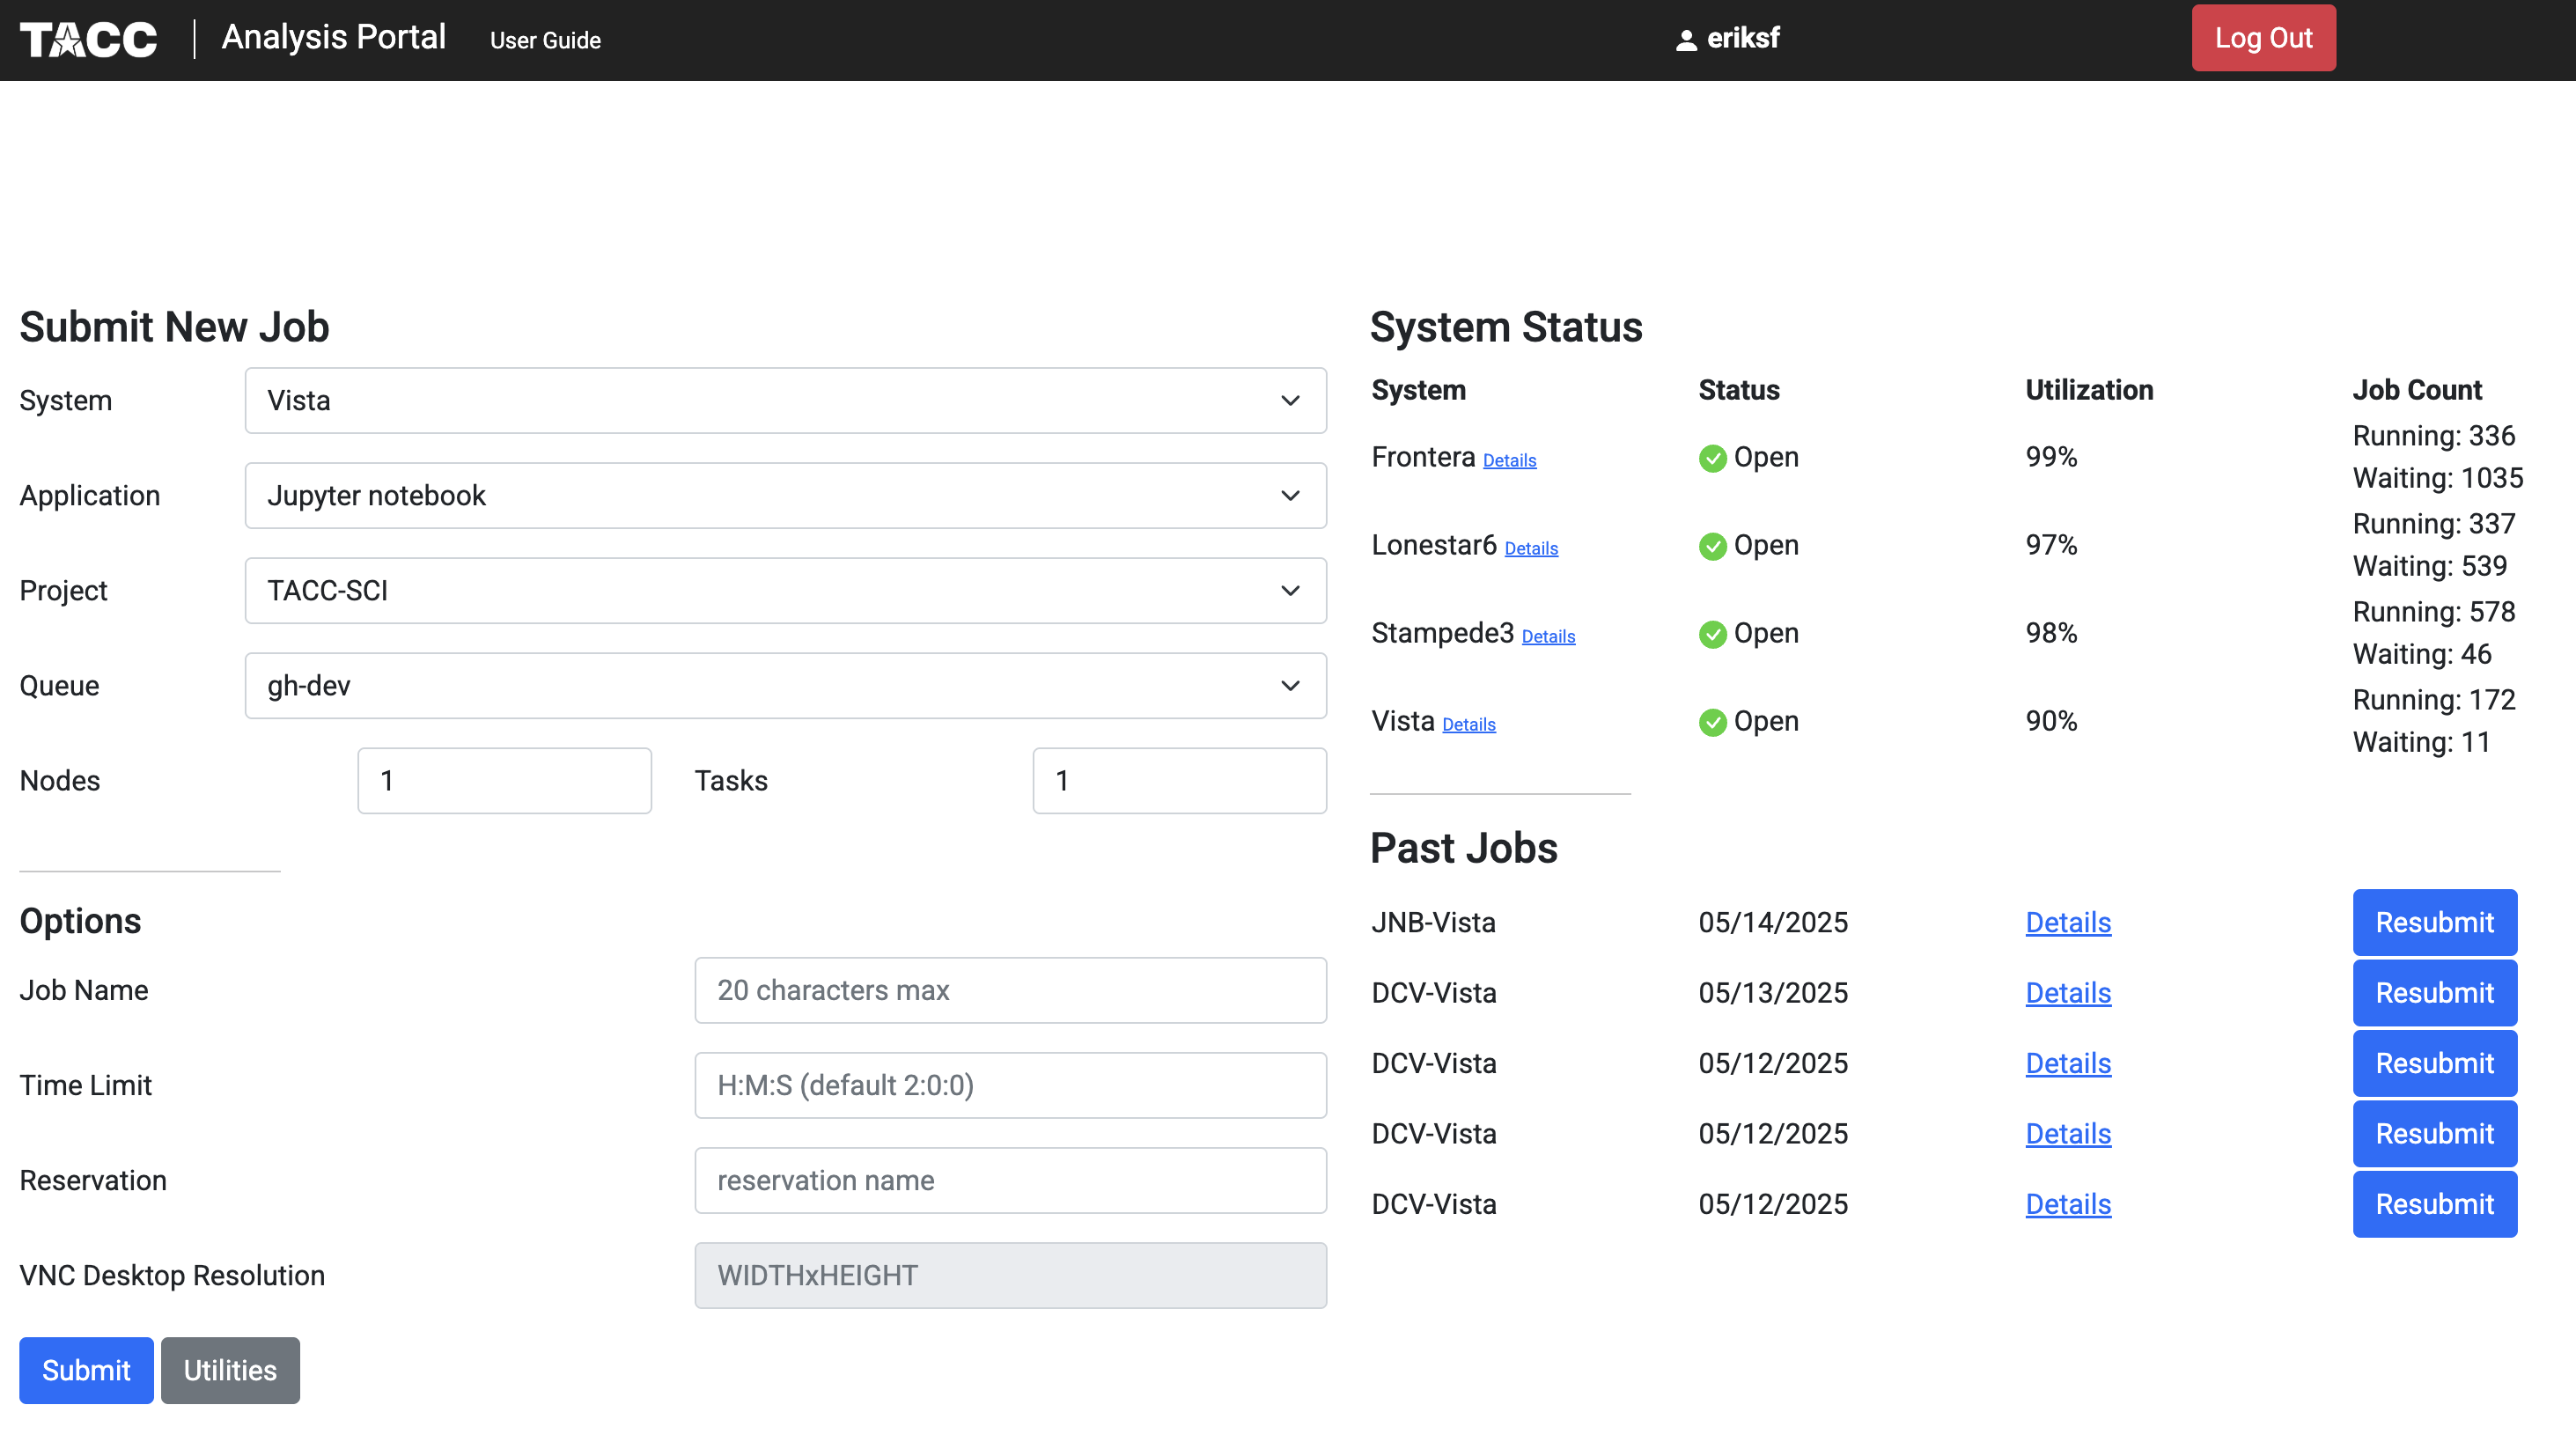 TACC
Analysis Portal
User Guide
eriksf
Log Out
Submit New Job
System
Vista
Application
Jupyter notebook
Project
TACC-SCI
Queue
gh-dev
Nodes
1
Tasks
1
Options
Job Name
20 characters max
Time Limit
H:M:S (default 2:0:0)
Reservation
reservation name
VNC Desktop Resolution
WIDTHxHEIGHT
Submit
Utilities
System Status
System Status Utilization Job Count
Frontera Details Open 99% Running: 336
Waiting: 1035
Lonestar6 Details Open 97% Running: 337
Waiting: 539
Stampede3 Details Open 98% Running: 578
Waiting: 46
Vista Details Open 90% Running: 172
Waiting: 11
Past Jobs
JNB-Vista 05/14/2025 Details Resubmit
DCV-Vista 05/13/2025 Details Resubmit
DCV-Vista 05/12/2025 Details Resubmit
DCV-Vista 05/12/2025 Details Resubmit
DCV-Vista 05/12/2025 Details Resubmit